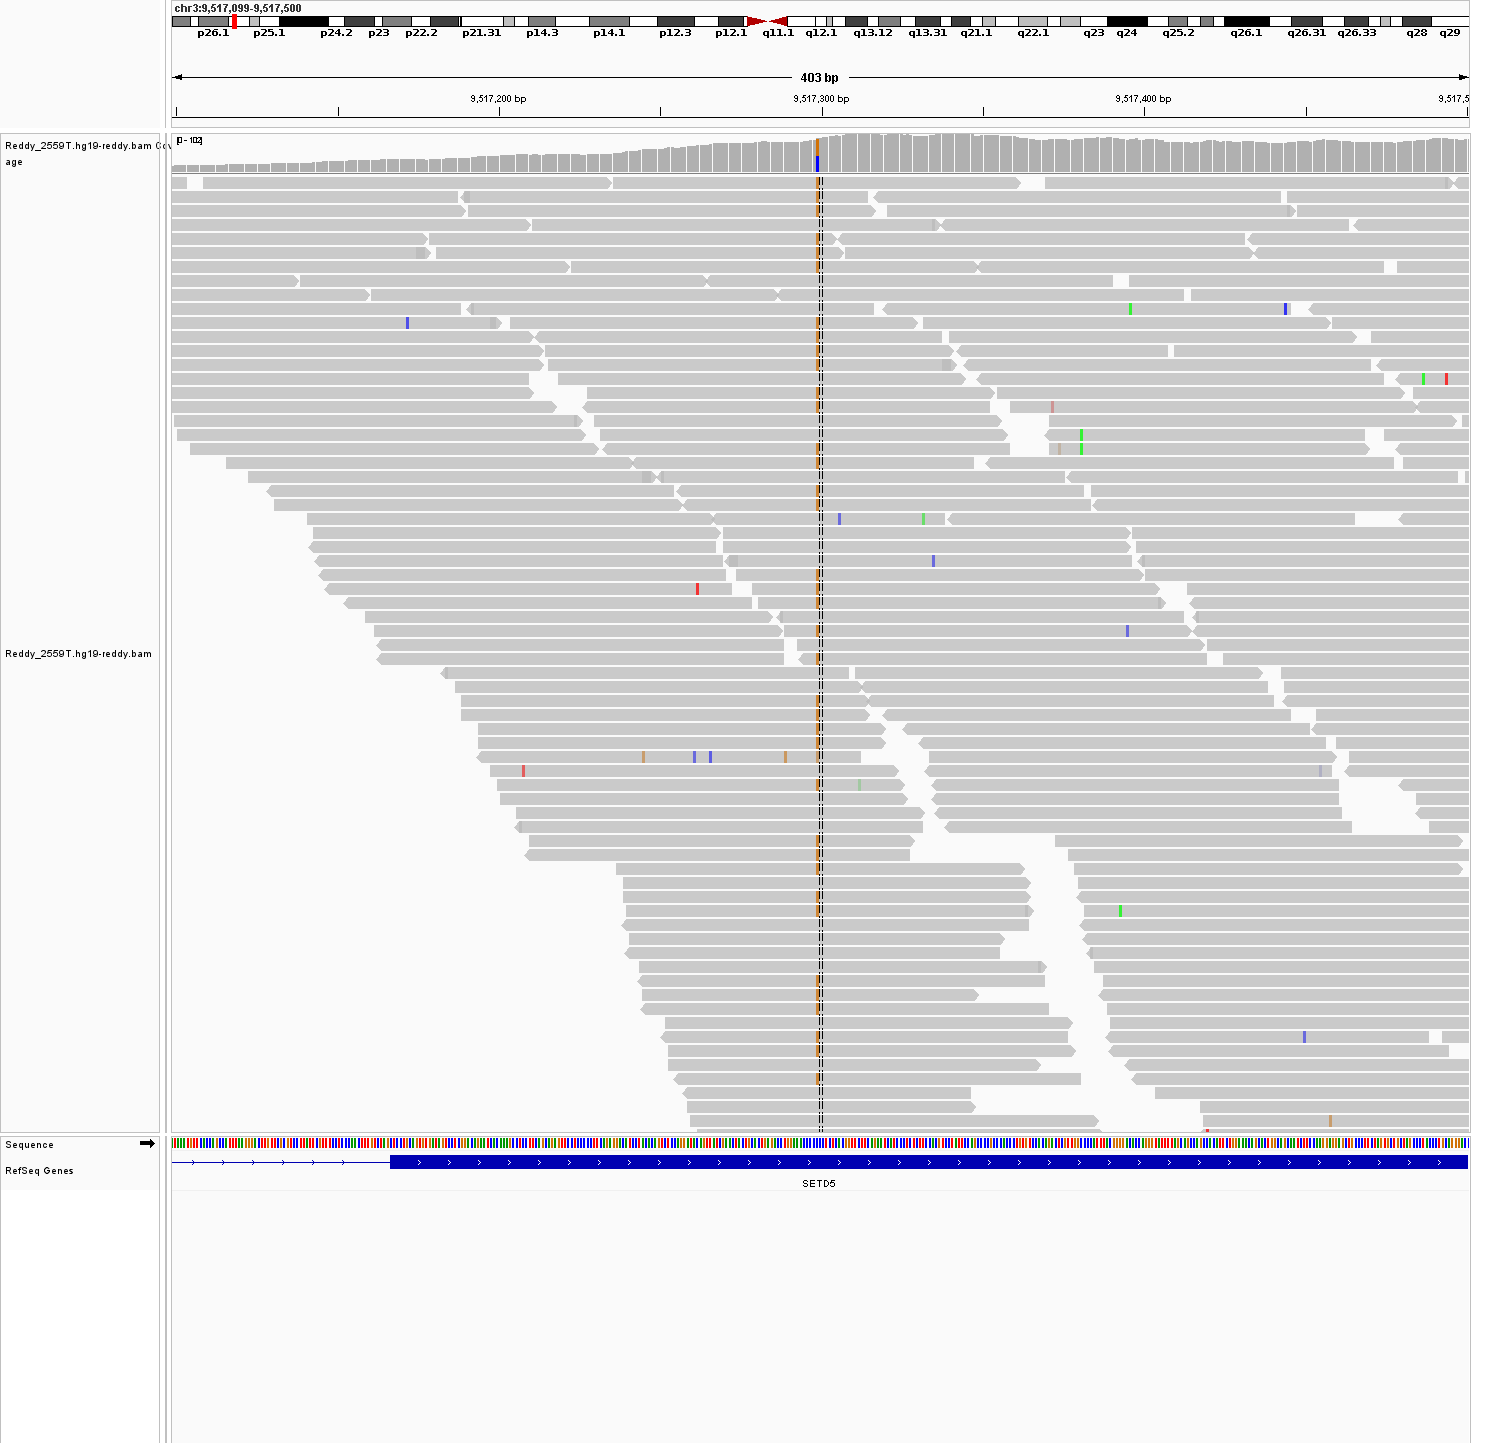 chr3:9,517,099-9,517,500
p26.1 p25.1 p24.2 p23 p22.2 p21.31 p14.3 p14.1 p12.3 p12.1 q11.1 q12.1 q13.12 q13.31 q21.1 q22.1 q23 q24 q25.2 q26.1 q26.31 q26.33 q28 q29
403 bp
9,517,200 bp 9,517,300 bp 9,517,400 bp 9,517,5
Reddy_2559T.hg19-reddy.bam Cov [0 - 102]
age
Reddy_2559T.hg19-reddy.bam
Sequence
RefSeq Genes
SETD5